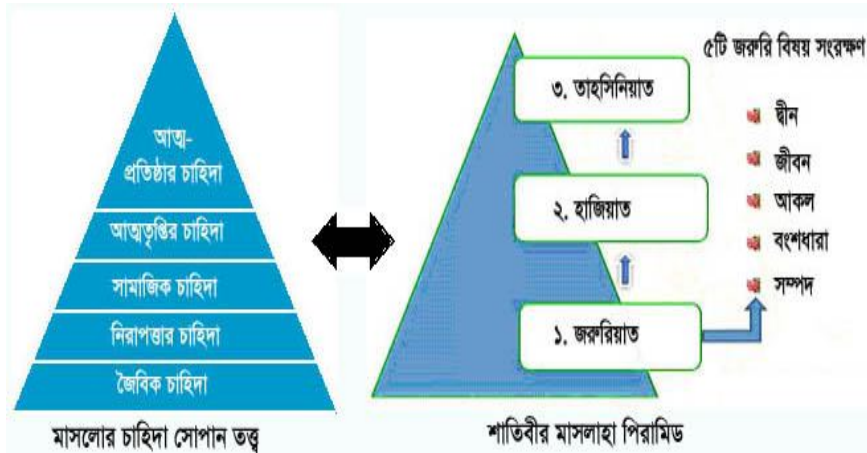 আত্ম-
প্রতিষ্ঠার চাহিদা
আত্মতৃপ্তির চাহিদা
সামাজিক চাহিদা
নিরাপত্তার চাহিদা
জৈবিক চাহিদা
মাসলোর চাহিদা সোপান তত্ত্ব
৫টি জরুরি বিষয় সংরক্ষণ
৩. তাহসিনিয়াত
২. হাজিয়াত
১. জরুরিয়াত
দ্বীন
জীবন
আকল
বংশধারা
সম্পদ
শাতিবীর মাসলাহা পিরামিড